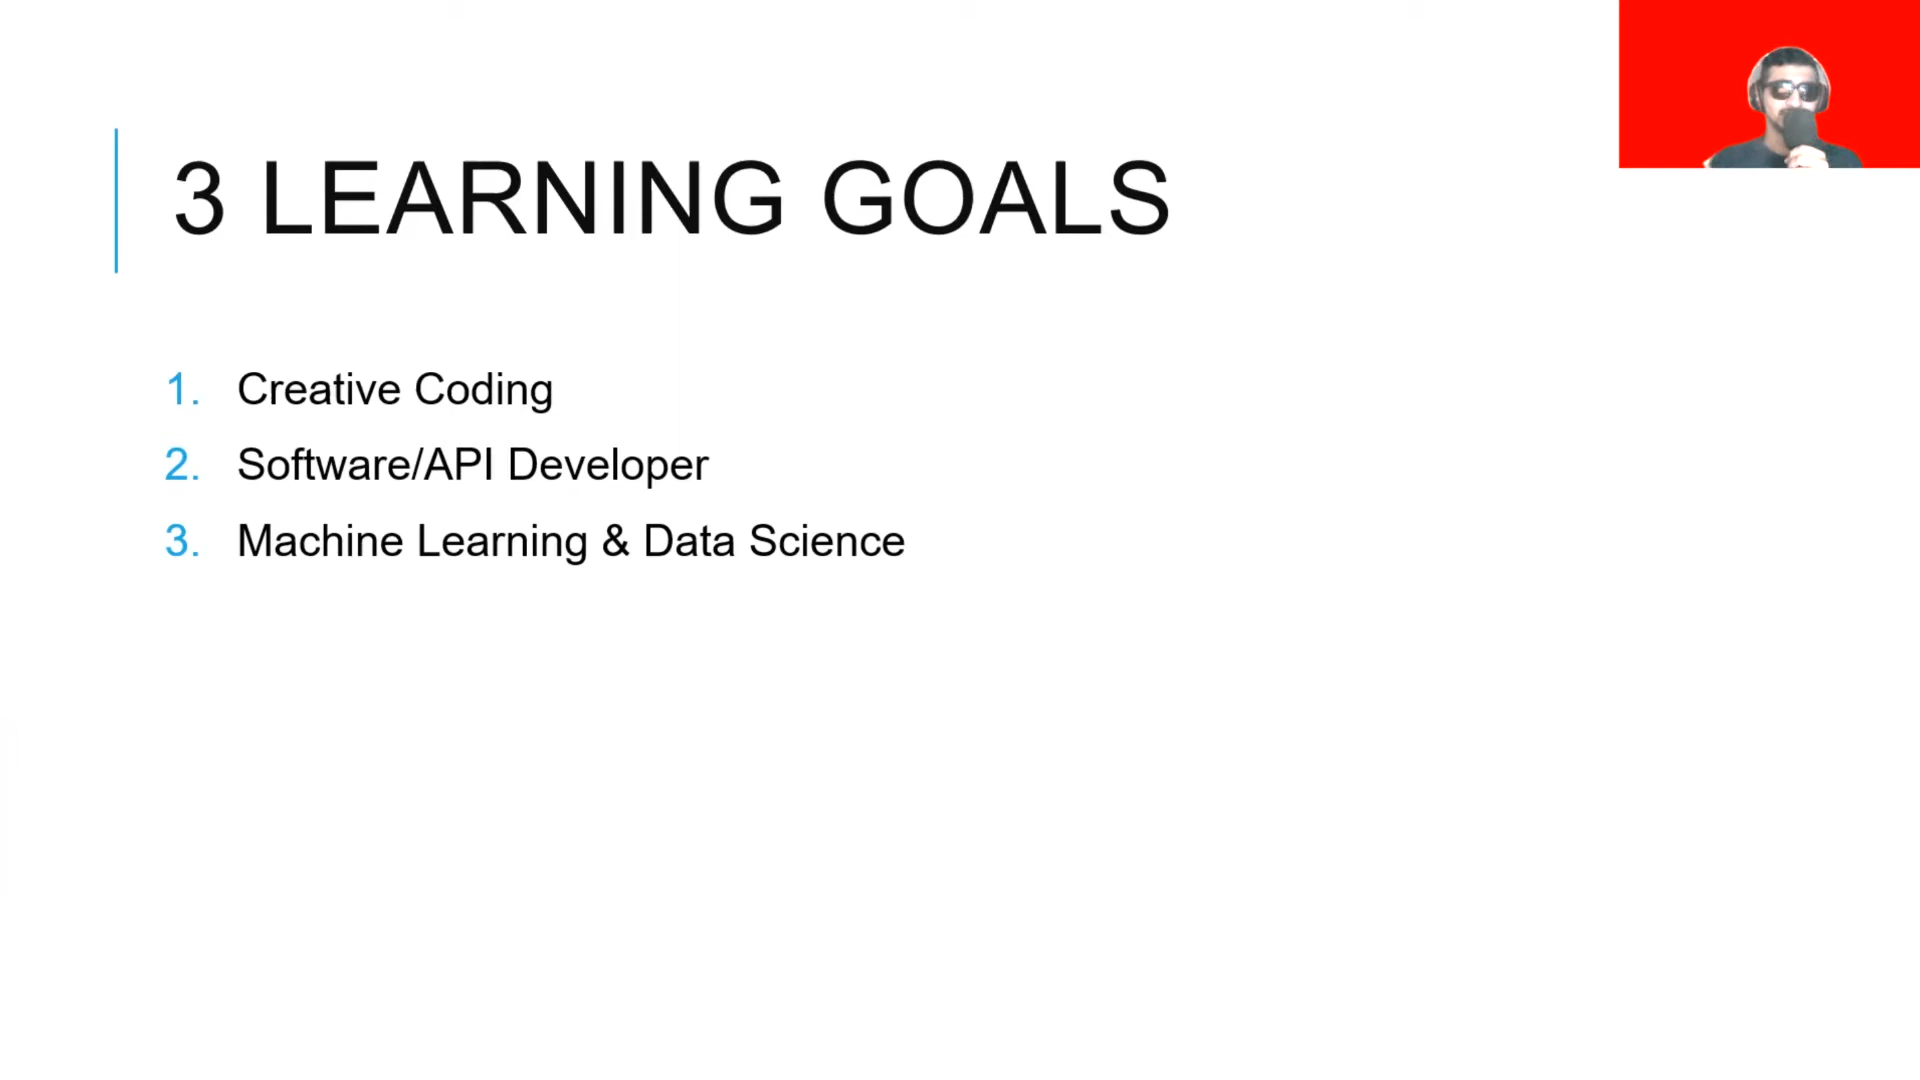 3 LEARNING GOALS
1. Creative Coding
2. Software/API Developer
3. Machine Learning & Data Science